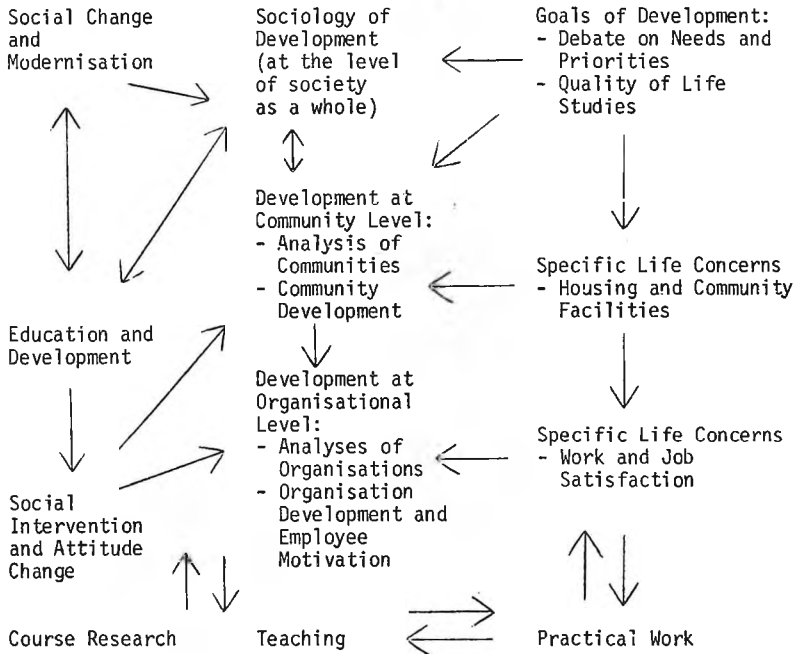 Social Change
and
Modernisation
Sociology of
Development
(at the level
of society
as a whole)
Goals of Development:
- Debate on Needs and
Priorities
- Quality of Life
Studies
Development at
Community Level:
- Analysis of
Communities
- Community
Development
Specific Life Concerns
- Housing and Community
Facilities
Education and
Development
Development at
Organisational
Level:
- Analyses of
Organisations
- Organisation
Development and
Employee
Motivation
Specific Life Concerns
- Work and Job
Satisfaction
Social
Intervention
and Attitude
Change
Course Research
Teaching
Practical Work